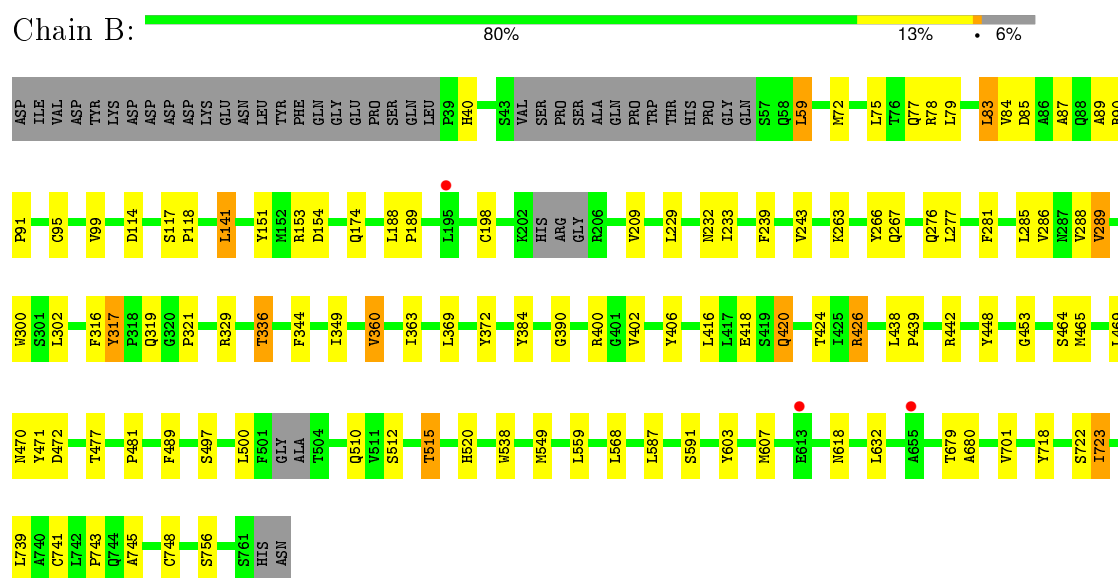 Chain B:
80% 13% • 6%
ASP ILE VAL ASP TYR LYS ASP ASP ASP ASP LYS GLU ASN LEU TYR PHE GLN GLY GLU PRO SER GLN LEU P39 H40 S43 VAL SER PRO SER ALA GLN PRO TRP THR HIS PRO GLY GLN S57 Q58 L59 M72 L75 T76 Q77 R78 L79 L83 V84 D85 A86 A87 Q88 A89 R90
P91 C95 V99 D114 S117 P118 L141 Y151 M152 R153 D154 Q174 L188 P189 L195 C198 K202 HIS ARG GLY R206 V209 L229 N232 I233 F239 V243 K263 Y266 Q267 Q276 L277 F281 L285 V286 N287 V288 V289
W300 S301 L302 F316 Y317 P318 Q319 G320 P321 R329 T336 F344 I349 V360 I363 L369 Y372 Y384 G390 R400 G401 V402 Y406 L416 L417 E418 S419 Q420 T424 I425 R426 L438 P439 R442 Y448 G453 S464 M465 L469
N470 Y471 D472 T477 P481 F489 S497 L500 F501 GLY ALA T504 Q510 V511 S512 T515 H520 W538 M549 L559 L568 L587 S591 Y603 M607 E613 N618 L632 A655 T679 A680 V701 Y718 S722 I723
L739 A740 C741 L742 P743 Q744 A745 C748 S756 S761 HIS ASN